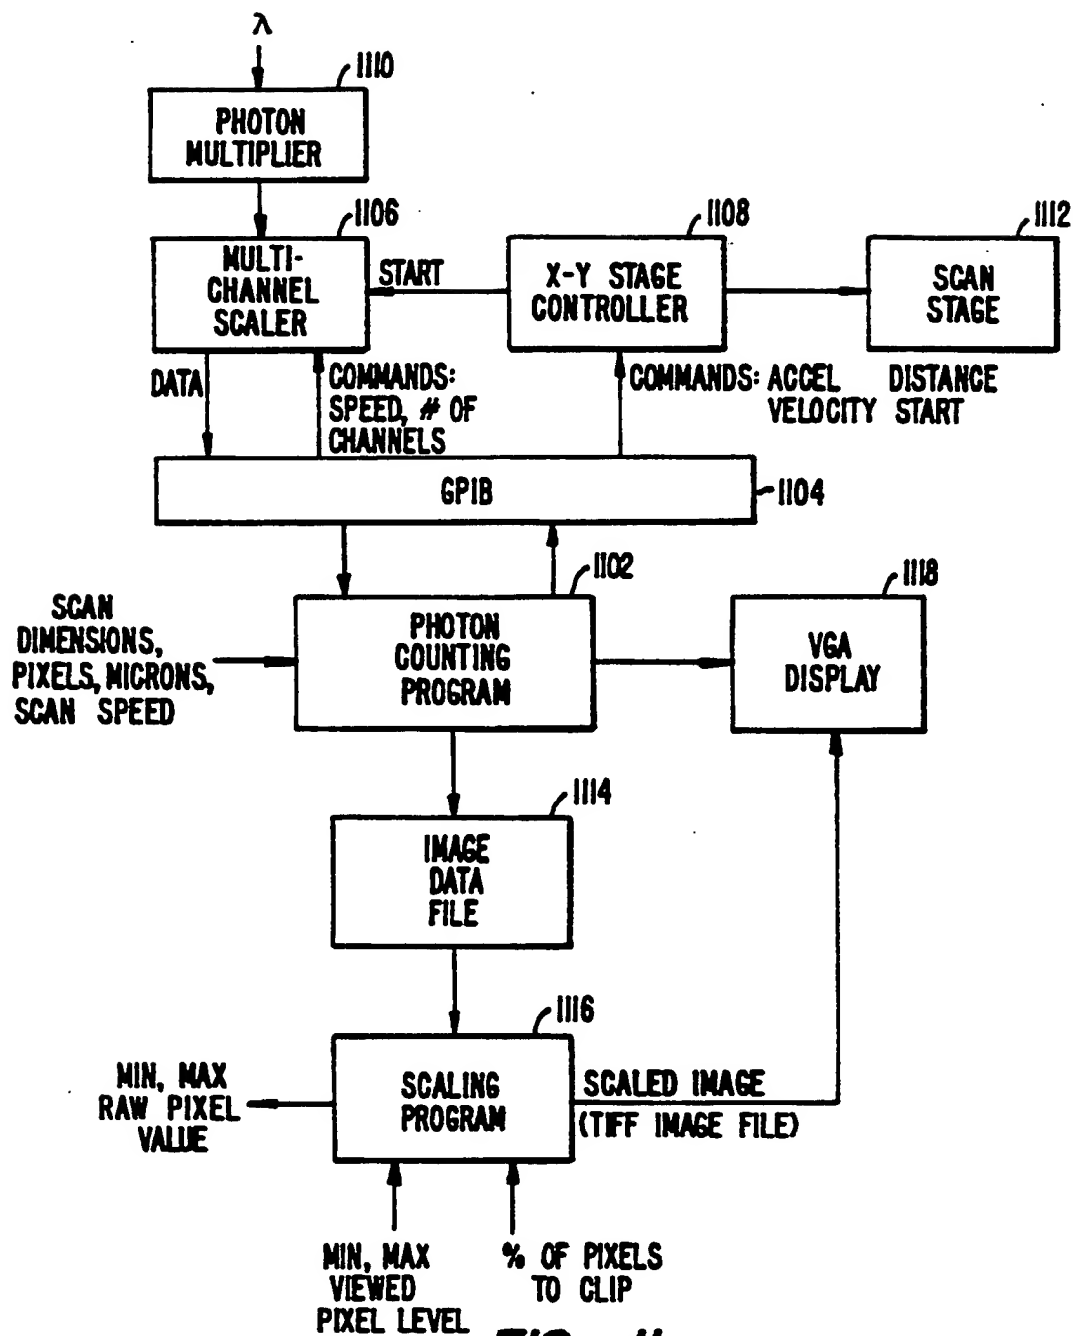 λ
1110
PHOTON
MULTIPLIER
1106
MULTI-
CHANNEL
SCALER
START
1108
X-Y STAGE
CONTROLLER
1112
SCAN
STAGE
DATA
COMMANDS:
SPEED, # OF
CHANNELS
COMMANDS: ACCEL DISTANCE
VELOCITY START
GPIB
1104
1102
SCAN
DIMENSIONS,
PIXELS, MICRONS,
SCAN SPEED
PHOTON
COUNTING
PROGRAM
1118
VGA
DISPLAY
1114
IMAGE
DATA
FILE
1116
MIN, MAX
RAW PIXEL
VALUE
SCALING
PROGRAM
SCALED IMAGE
(TIFF IMAGE FILE)
MIN, MAX
VIEWED
PIXEL LEVEL
% OF PIXELS
TO CLIP